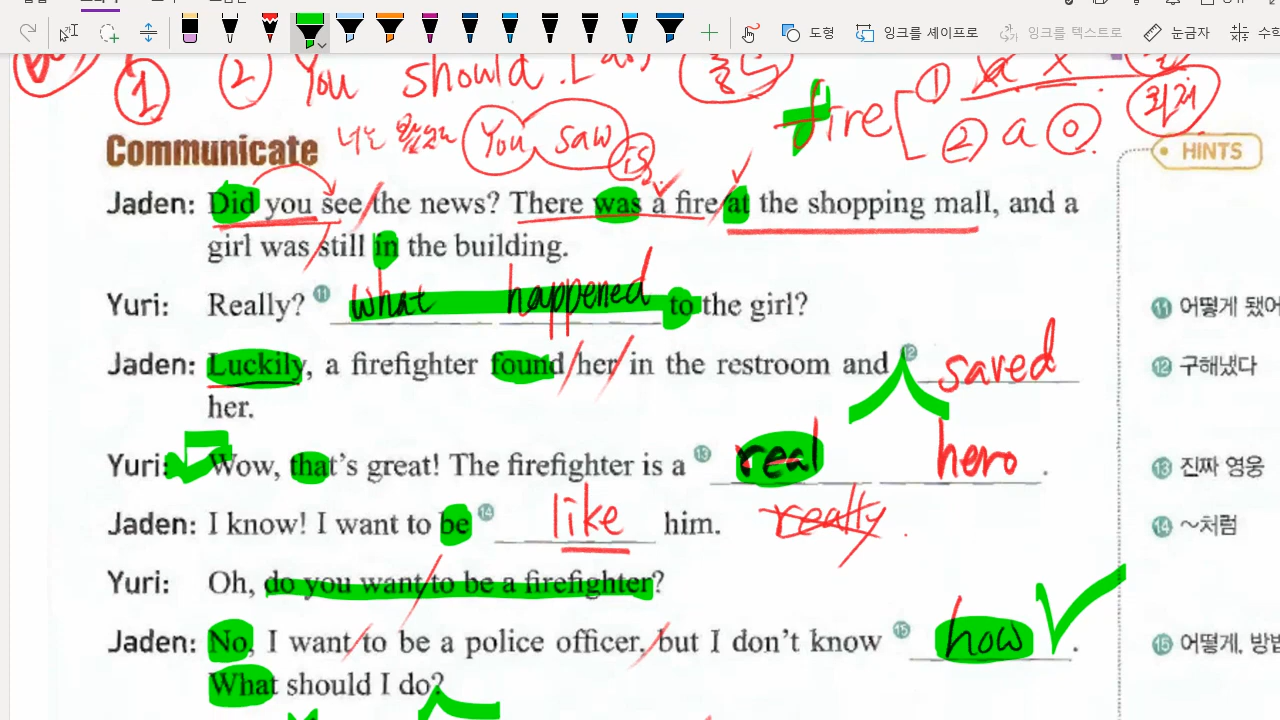 도형 잉크를 셰이프로 잉크를 텍스트로 눈금자
① ② You should.
fire ① a x
② a ⓞ 화재
Communicate 너는 봤었다 You saw
HINTS
Jaden: Did you see the news? There was a fire at the shopping mall, and a
girl was still in the building.
Yuri: Really? ⑪ what happened to the girl?
⑪ 어떻게 됐어
Jaden: Luckily, a firefighter found her in the restroom and ⑫ saved
⑫ 구해냈다
her.
Yuri: Wow, that's great! The firefighter is a ⑬ real hero .
⑬ 진짜 영웅
Jaden: I know! I want to be ⑭ like him. really .
⑭ ~처럼
Yuri: Oh, do you want to be a firefighter?
Jaden: No, I want to be a police officer, but I don't know ⑮ how .
⑮ 어떻게, 방법
What should I do?